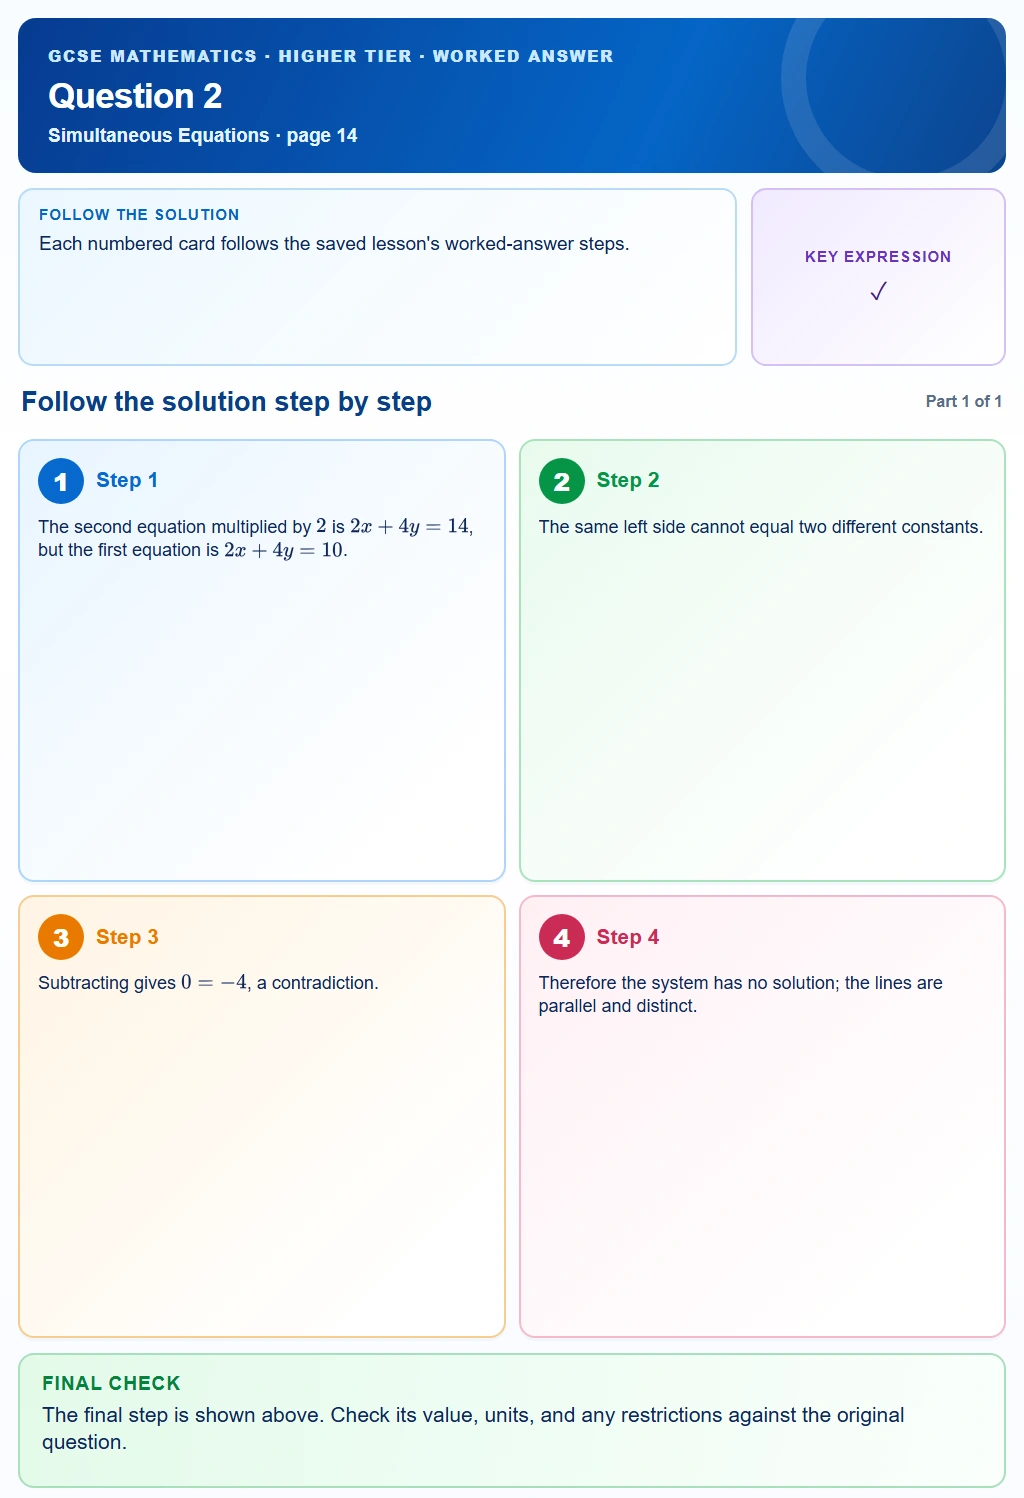 GCSE MATHEMATICS · HIGHER TIER · WORKED ANSWER
Question 2
Simultaneous Equations · page 14
FOLLOW THE SOLUTION
Each numbered card follows the saved lesson's worked-answer steps.
KEY EXPRESSION
✓
Follow the solution step by step
Part 1 of 1
1 Step 1
The second equation multiplied by 2 is 2x + 4y = 14,
but the first equation is 2x + 4y = 10.
2 Step 2
The same left side cannot equal two different constants.
3 Step 3
Subtracting gives 0 = −4, a contradiction.
4 Step 4
Therefore the system has no solution; the lines are
parallel and distinct.
FINAL CHECK
The final step is shown above. Check its value, units, and any restrictions against the original
question.